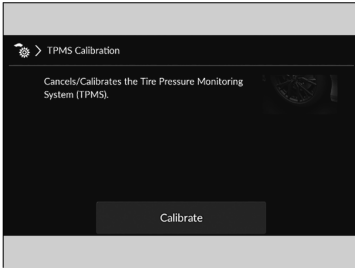 TPMS Calibration
Cancels/Calibrates the Tire Pressure Monitoring
System (TPMS).
Calibrate